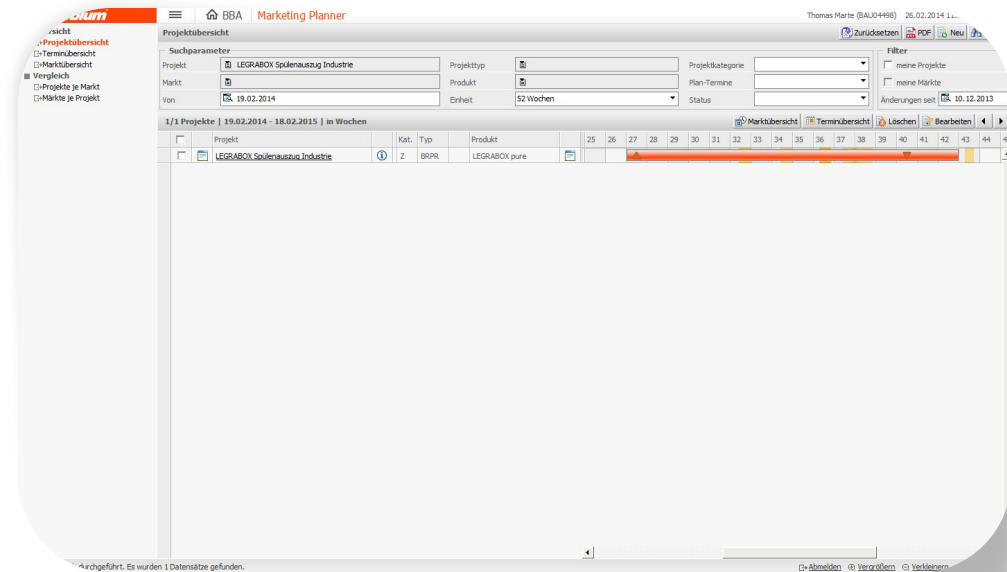 blum
BBA Marketing Planner Thomas Marte (BAU04498) 26.02.2014
Projektübersicht Zurücksetzen PDF Neu
Projektübersicht
Terminübersicht
Marktübersicht
Vergleich
Projekte je Markt
Märkte je Projekt
Suchparameter Filter
Projekt LEGRABOX Spülenauszug Industrie Projekttyp Projektkategorie meine Projekte
Markt Produkt Plan-Termine meine Märkte
Von 19.02.2014 Einheit 52 Wochen Status Änderungen seit 10.12.2013
1/1 Projekte | 19.02.2014 - 18.02.2015 | in Wochen Marktübersicht Terminübersicht Löschen Bearbeiten
Projekt Kat. Typ Produkt 25 26 27 28 29 30 31 32 33 34 35 36 37 38 39 40 41 42 43 44
LEGRABOX Spülenauszug Industrie Z BRPR LEGRABOX pure
durchgeführt. Es wurden 1 Datensätze gefunden. Abmelden Vergrößern Verkleinern